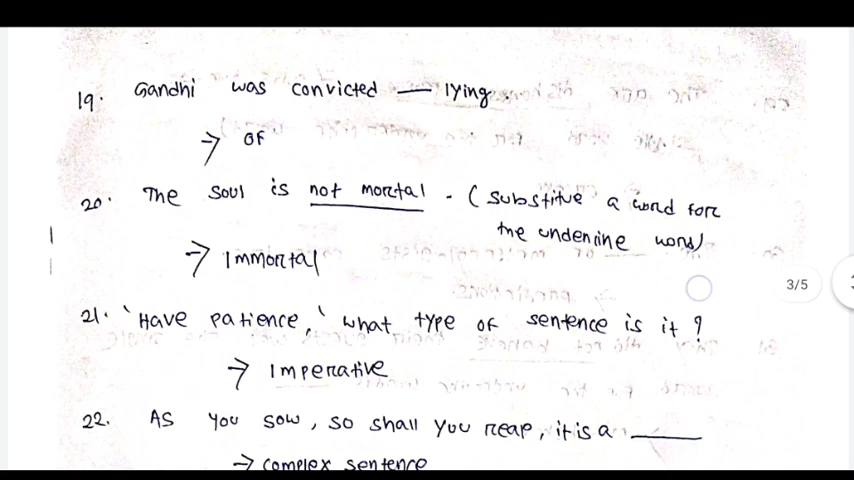 19. Gandhi was convicted — lying.
→ of
20. The soul is not mortal - (substitue a word for
the underline word)
→ Immortal
21. 'Have patience,' what type of sentence is it?
→ Imperative
3/5
22. As you sow, so shall you reap, it is a ___
→ complex sentence